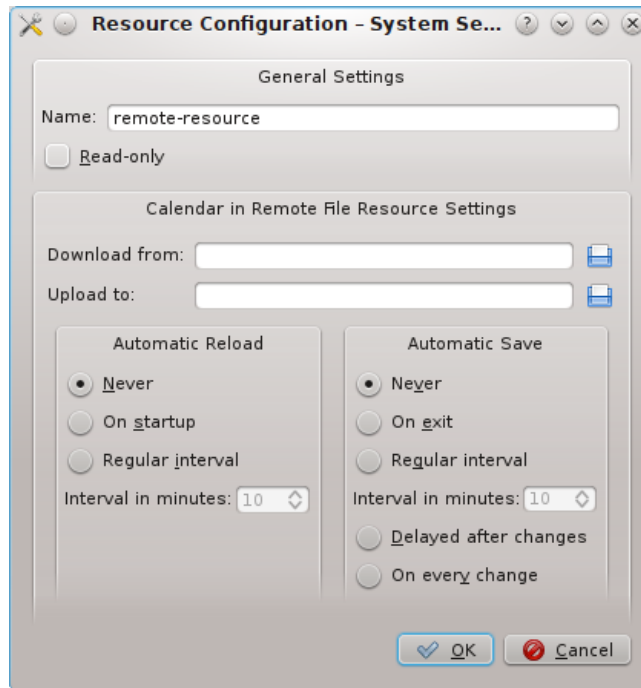 Resource Configuration – System Se...
General Settings
Name: remote-resource
Read-only
Calendar in Remote File Resource Settings
Download from:
Upload to:
Automatic Reload
Never
On startup
Regular interval
Interval in minutes: 10
Automatic Save
Never
On exit
Regular interval
Interval in minutes: 10
Delayed after changes
On every change
OK
Cancel